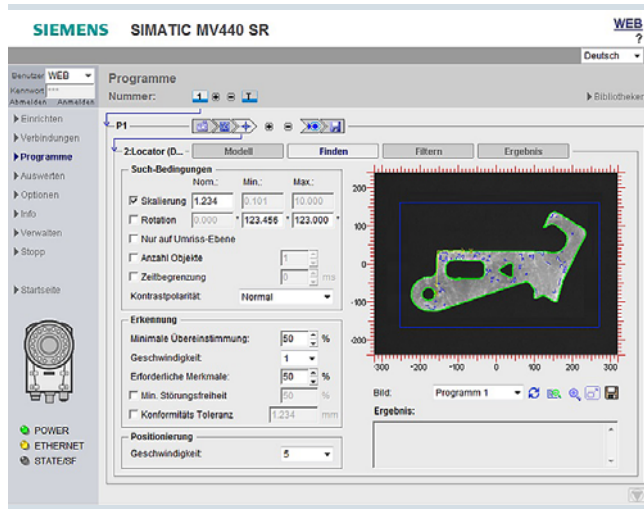 SIEMENS SIMATIC MV440 SR
WEB
?
Deutsch
Benutzer WEB
Kennwort ***
Abmelden Anmelden
Einrichten
Verbindungen
Programme
Auswerten
Optionen
Info
Verwalten
Stopp
Startseite
POWER
ETHERNET
STATE/SF
Programme
Nummer: 1
Bibliotheken
P1
2:Locator (D...
Modell Finden Filtern Ergebnis
Such-Bedingungen
Nom.: Min.: Max.:
Skalierung 1.234 0.101 10.000
Rotation 0.000 ° 123.456 ° 123.000 °
Nur auf Umriss-Ebene
Anzahl Objekte 1
Zeitbegrenzung 0 ms
Kontrastpolarität: Normal
Erkennung
Minimale Übereinstimmung: 50 %
Geschwindigkeit: 1
Erforderliche Merkmale: 50 %
Min. Störungsfreiheit 50 %
Konformitäts Toleranz 1.234 mm
Positionierung
Geschwindigkeit: 5
200
100
0
-100
-200
-300 -200 -100 0 100 200 300
Bild: Programm 1
Ergebnis: